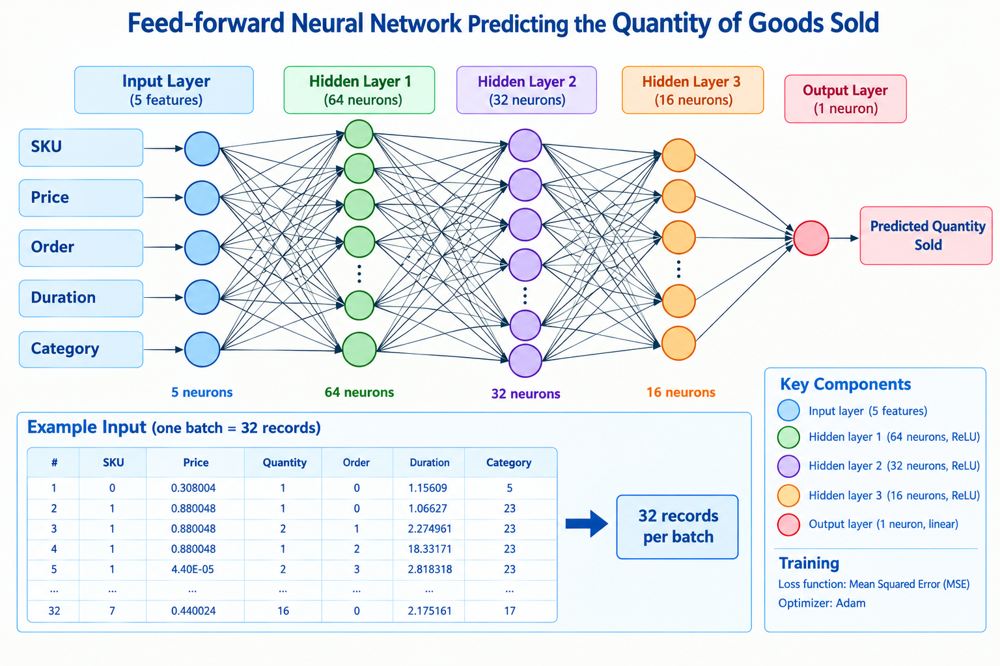 Feed-forward Neural Network Predicting the Quantity of Goods Sold
Input Layer
(5 features)
Hidden Layer 1
(64 neurons)
Hidden Layer 2
(32 neurons)
Hidden Layer 3
(16 neurons)
Output Layer
(1 neuron)
SKU
Price
Order
Duration
Category
Predicted Quantity
Sold
5 neurons
64 neurons
32 neurons
16 neurons
Example Input (one batch = 32 records)
# SKU Price Quantity Order Duration Category
1 0 0.308004 1 0 1.15609 5
2 1 0.880048 1 0 1.06627 23
3 1 0.880048 2 1 2.274961 23
4 1 0.880048 1 2 18.33171 23
5 1 4.40E-05 2 3 2.818318 23
... ... ... ... ... ... ...
32 7 0.440024 16 0 2.175161 17
32 records
per batch
Key Components
Input layer (5 features)
Hidden layer 1 (64 neurons, ReLU)
Hidden layer 2 (32 neurons, ReLU)
Hidden layer 3 (16 neurons, ReLU)
Output layer (1 neuron, linear)
Training
Loss function: Mean Squared Error (MSE)
Optimizer: Adam